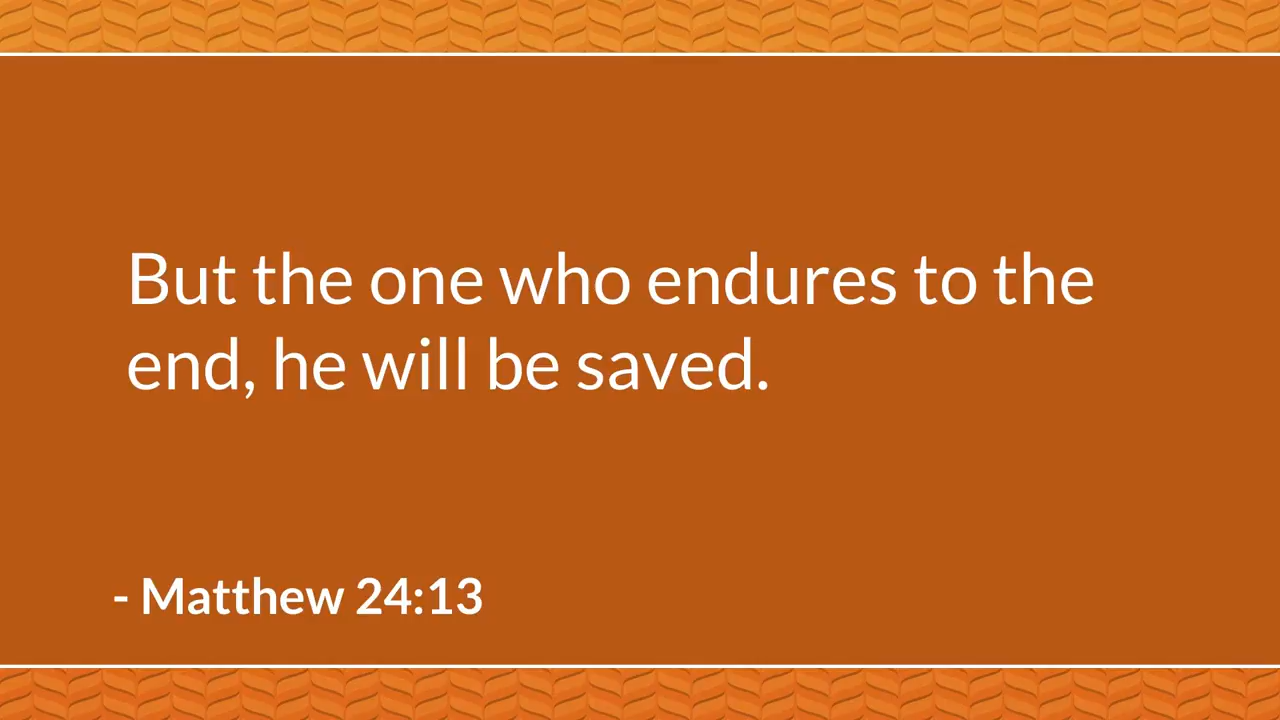 But the one who endures to the
end, he will be saved.
- Matthew 24:13